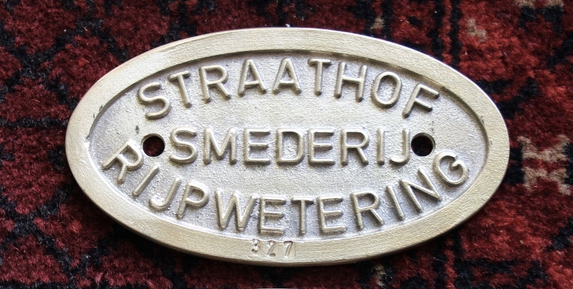 STRAATHOF
SMEDERIJ
RIJPWETERING
327